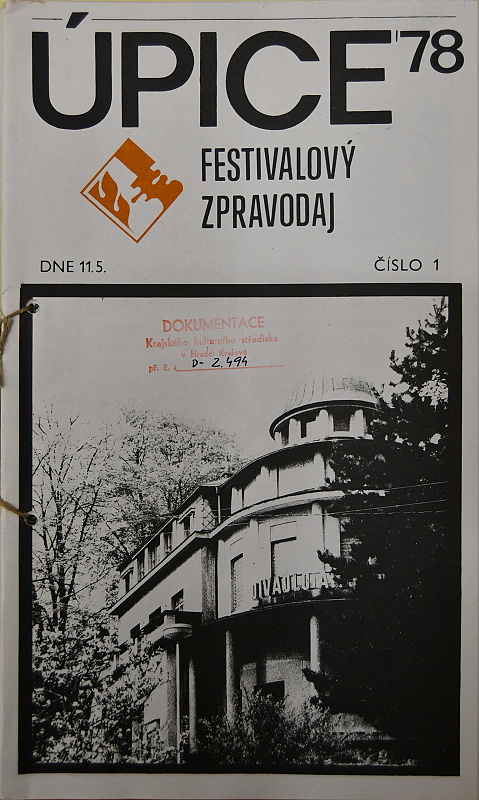 ÚPICE '78
FESTIVALOVÝ
ZPRAVODAJ
DNE 11.5.
ČÍSLO 1
DOKUMENTACE
Krajského kulturního střediska
v Hradci Králové
př. č.: D- 2.494